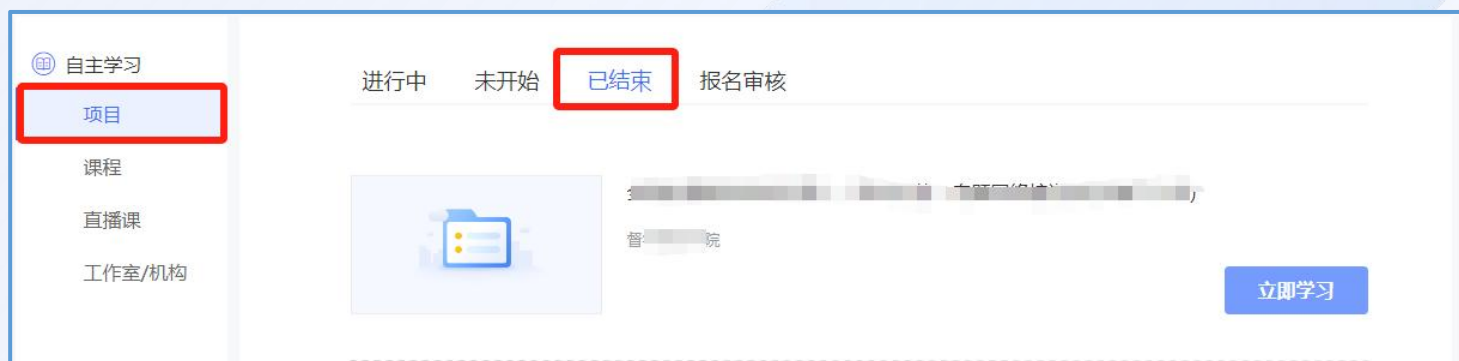 自主学习
项目
课程
直播课
工作室/机构
进行中 未开始 已结束 报名审核
督 院
立即学习